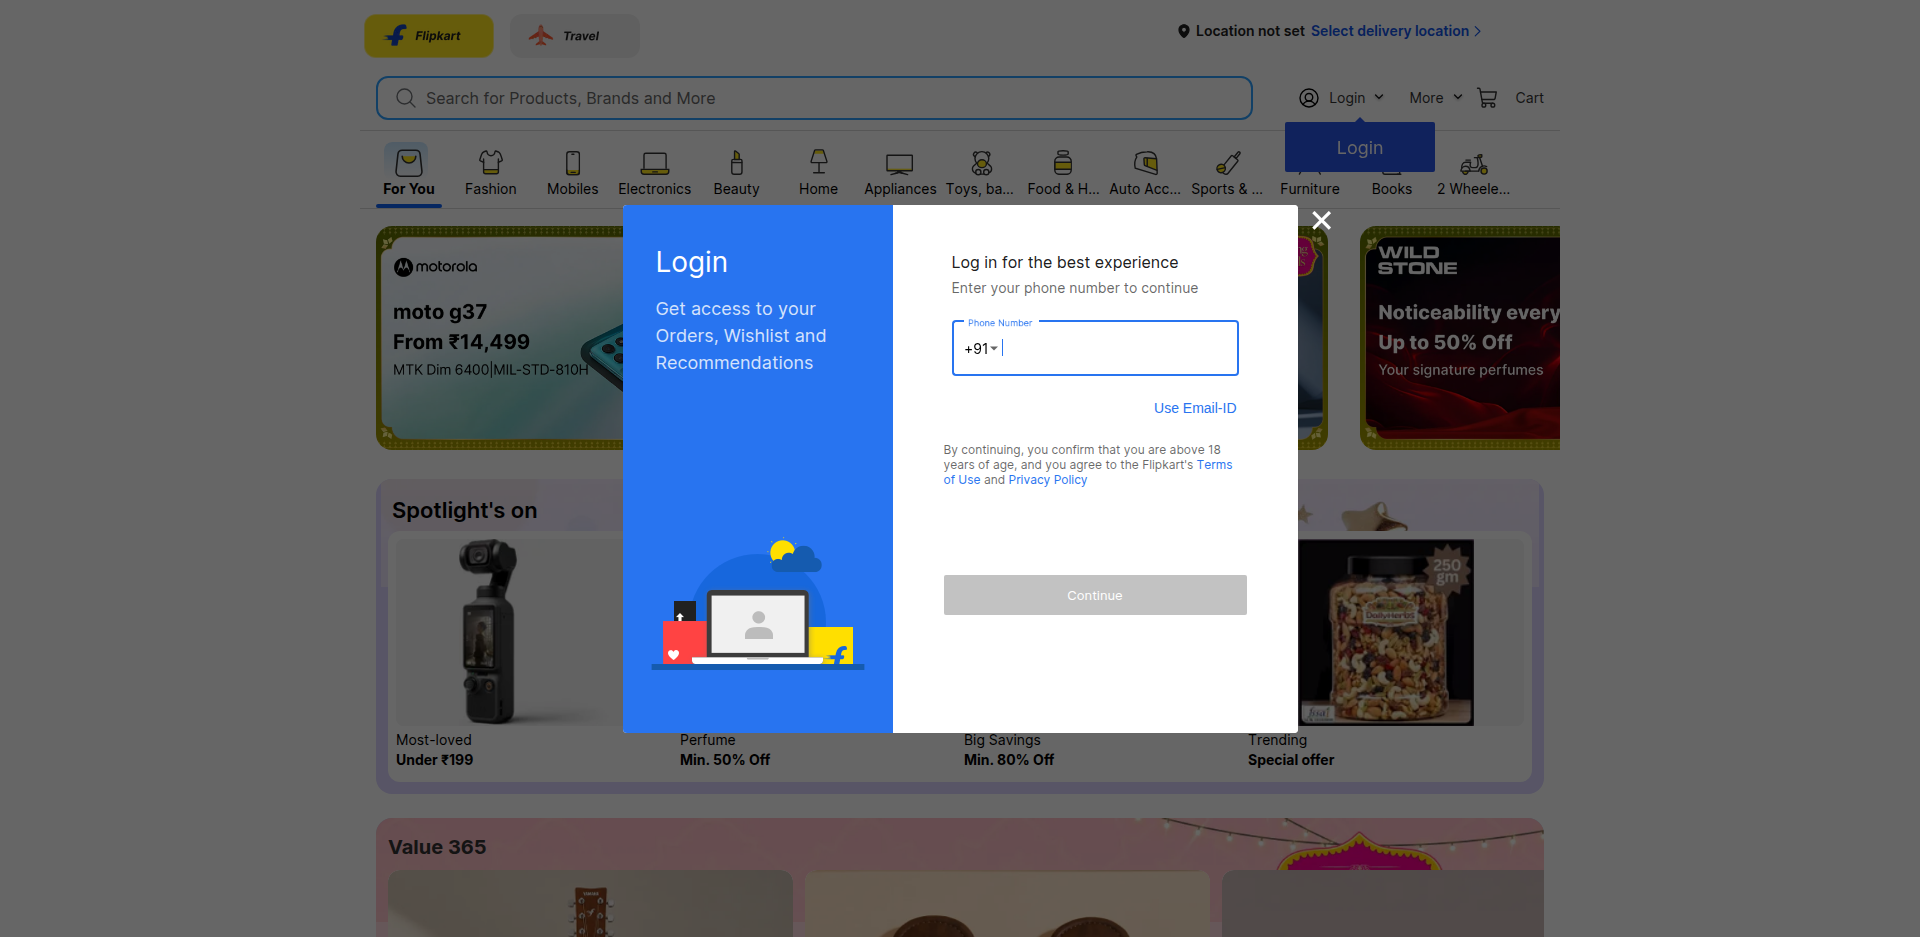 Flipkart
Travel
Location not set Select delivery location
Search for Products, Brands and More
Login
More
Cart
Login
For You
Fashion
Mobiles
Electronics
Beauty
Home
Appliances
Toys, ba...
Food & H...
Auto Acc...
Sports & ...
Furniture
Books
2 Wheele...
motorola
moto g37
From ₹14,499
MTK Dim 6400|MIL-STD-810H
Login
Get access to your
Orders, Wishlist and
Recommendations
Log in for the best experience
Enter your phone number to continue
Phone Number
+91
Use Email-ID
By continuing, you confirm that you are above 18
years of age, and you agree to the Flipkart's Terms
of Use and Privacy Policy
Continue
WILD
STONE
Noticeability every
Up to 50% Off
Your signature perfumes
Spotlight's on
250
gm
DailyHerbs
Most-loved
Under ₹199
Perfume
Min. 50% Off
Big Savings
Min. 80% Off
Trending
Special offer
Value 365
YAMAHA